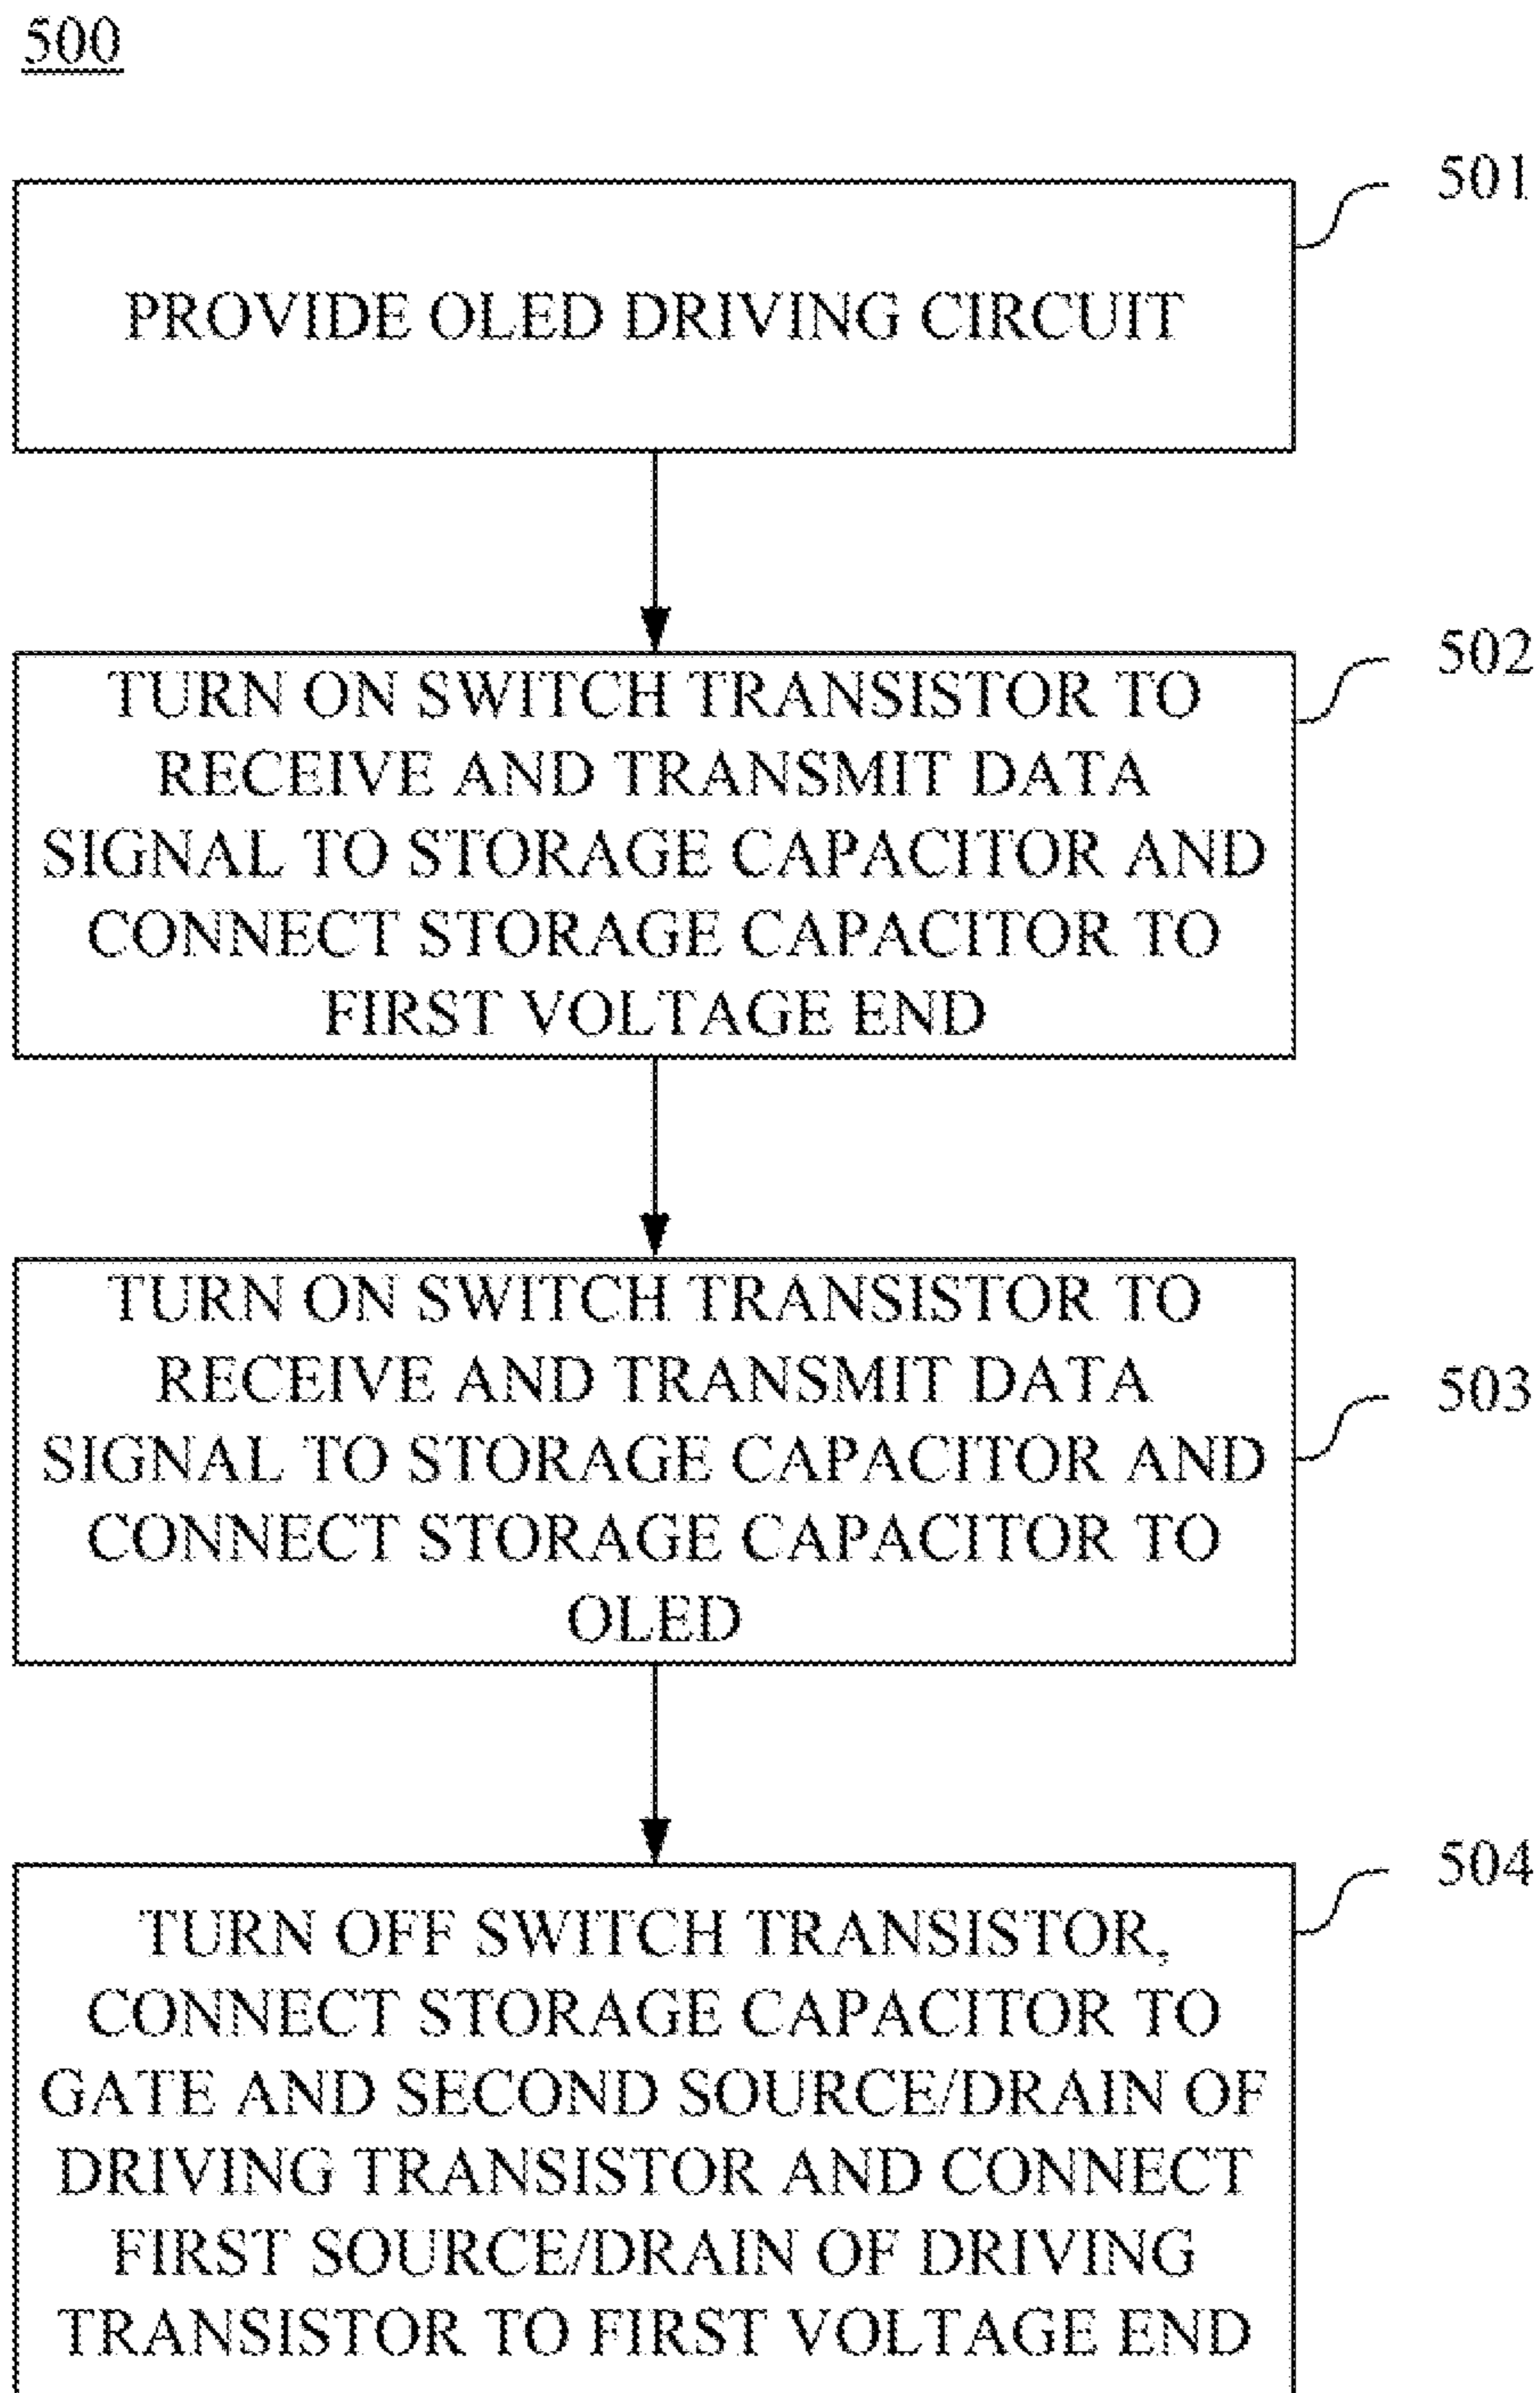 500
501
PROVIDE OLED DRIVING CIRCUIT
502
TURN ON SWITCH TRANSISTOR TO
RECEIVE AND TRANSMIT DATA
SIGNAL TO STORAGE CAPACITOR AND
CONNECT STORAGE CAPACITOR TO
FIRST VOLTAGE END
503
TURN ON SWITCH TRANSISTOR TO
RECEIVE AND TRANSMIT DATA
SIGNAL TO STORAGE CAPACITOR AND
CONNECT STORAGE CAPACITOR TO
OLED
504
TURN OFF SWITCH TRANSISTOR,
CONNECT STORAGE CAPACITOR TO
GATE AND SECOND SOURCE/DRAIN OF
DRIVING TRANSISTOR AND CONNECT
FIRST SOURCE/DRAIN OF DRIVING
TRANSISTOR TO FIRST VOLTAGE END